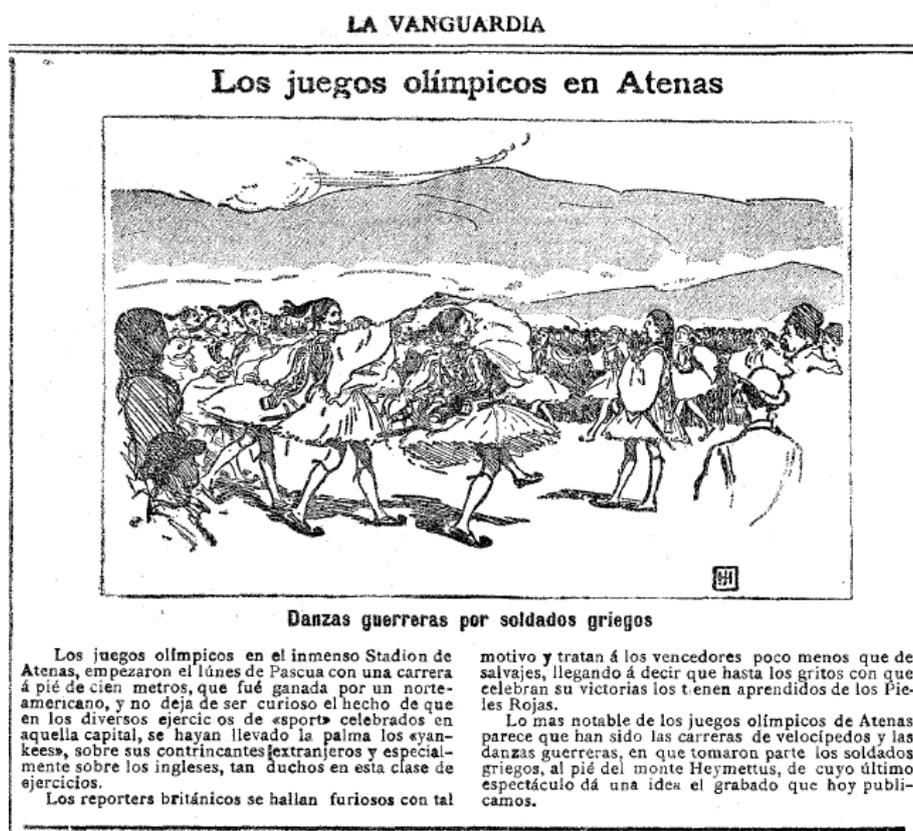 LA VANGUARDIA
Los juegos olímpicos en Atenas
Danzas guerreras por soldados griegos
Los juegos olímpicos en el inmenso Stadion de
Atenas, empezaron el lúnes de Pascua con una carrera
á pié de cien metros, que fué ganada por un norte-
americano, y no deja de ser curioso el hecho de que
en los diversos ejercicios de «sport» celebrados en
aquella capital, se hayan llevado la palma los «yan-
kees», sobre sus contrincantes extranjeros y especial-
mente sobre los ingleses, tan duchos en esta clase de
ejercicios.
Los reporters británicos se hallan furiosos con tal
motivo y tratan á los vencedores poco menos que de
salvajes, llegando á decir que hasta los gritos con que
celebran su victorias los tienen aprendidos de los Pie-
les Rojas.
Lo mas notable de los juegos olímpicos de Atenas
parece que han sido las carreras de velocípedos y las
danzas guerreras, en que tomaron parte los soldados
griegos, al pié del monte Heymettus, de cuyo último
espectáculo dá una idea el grabado que hoy publi-
camos.